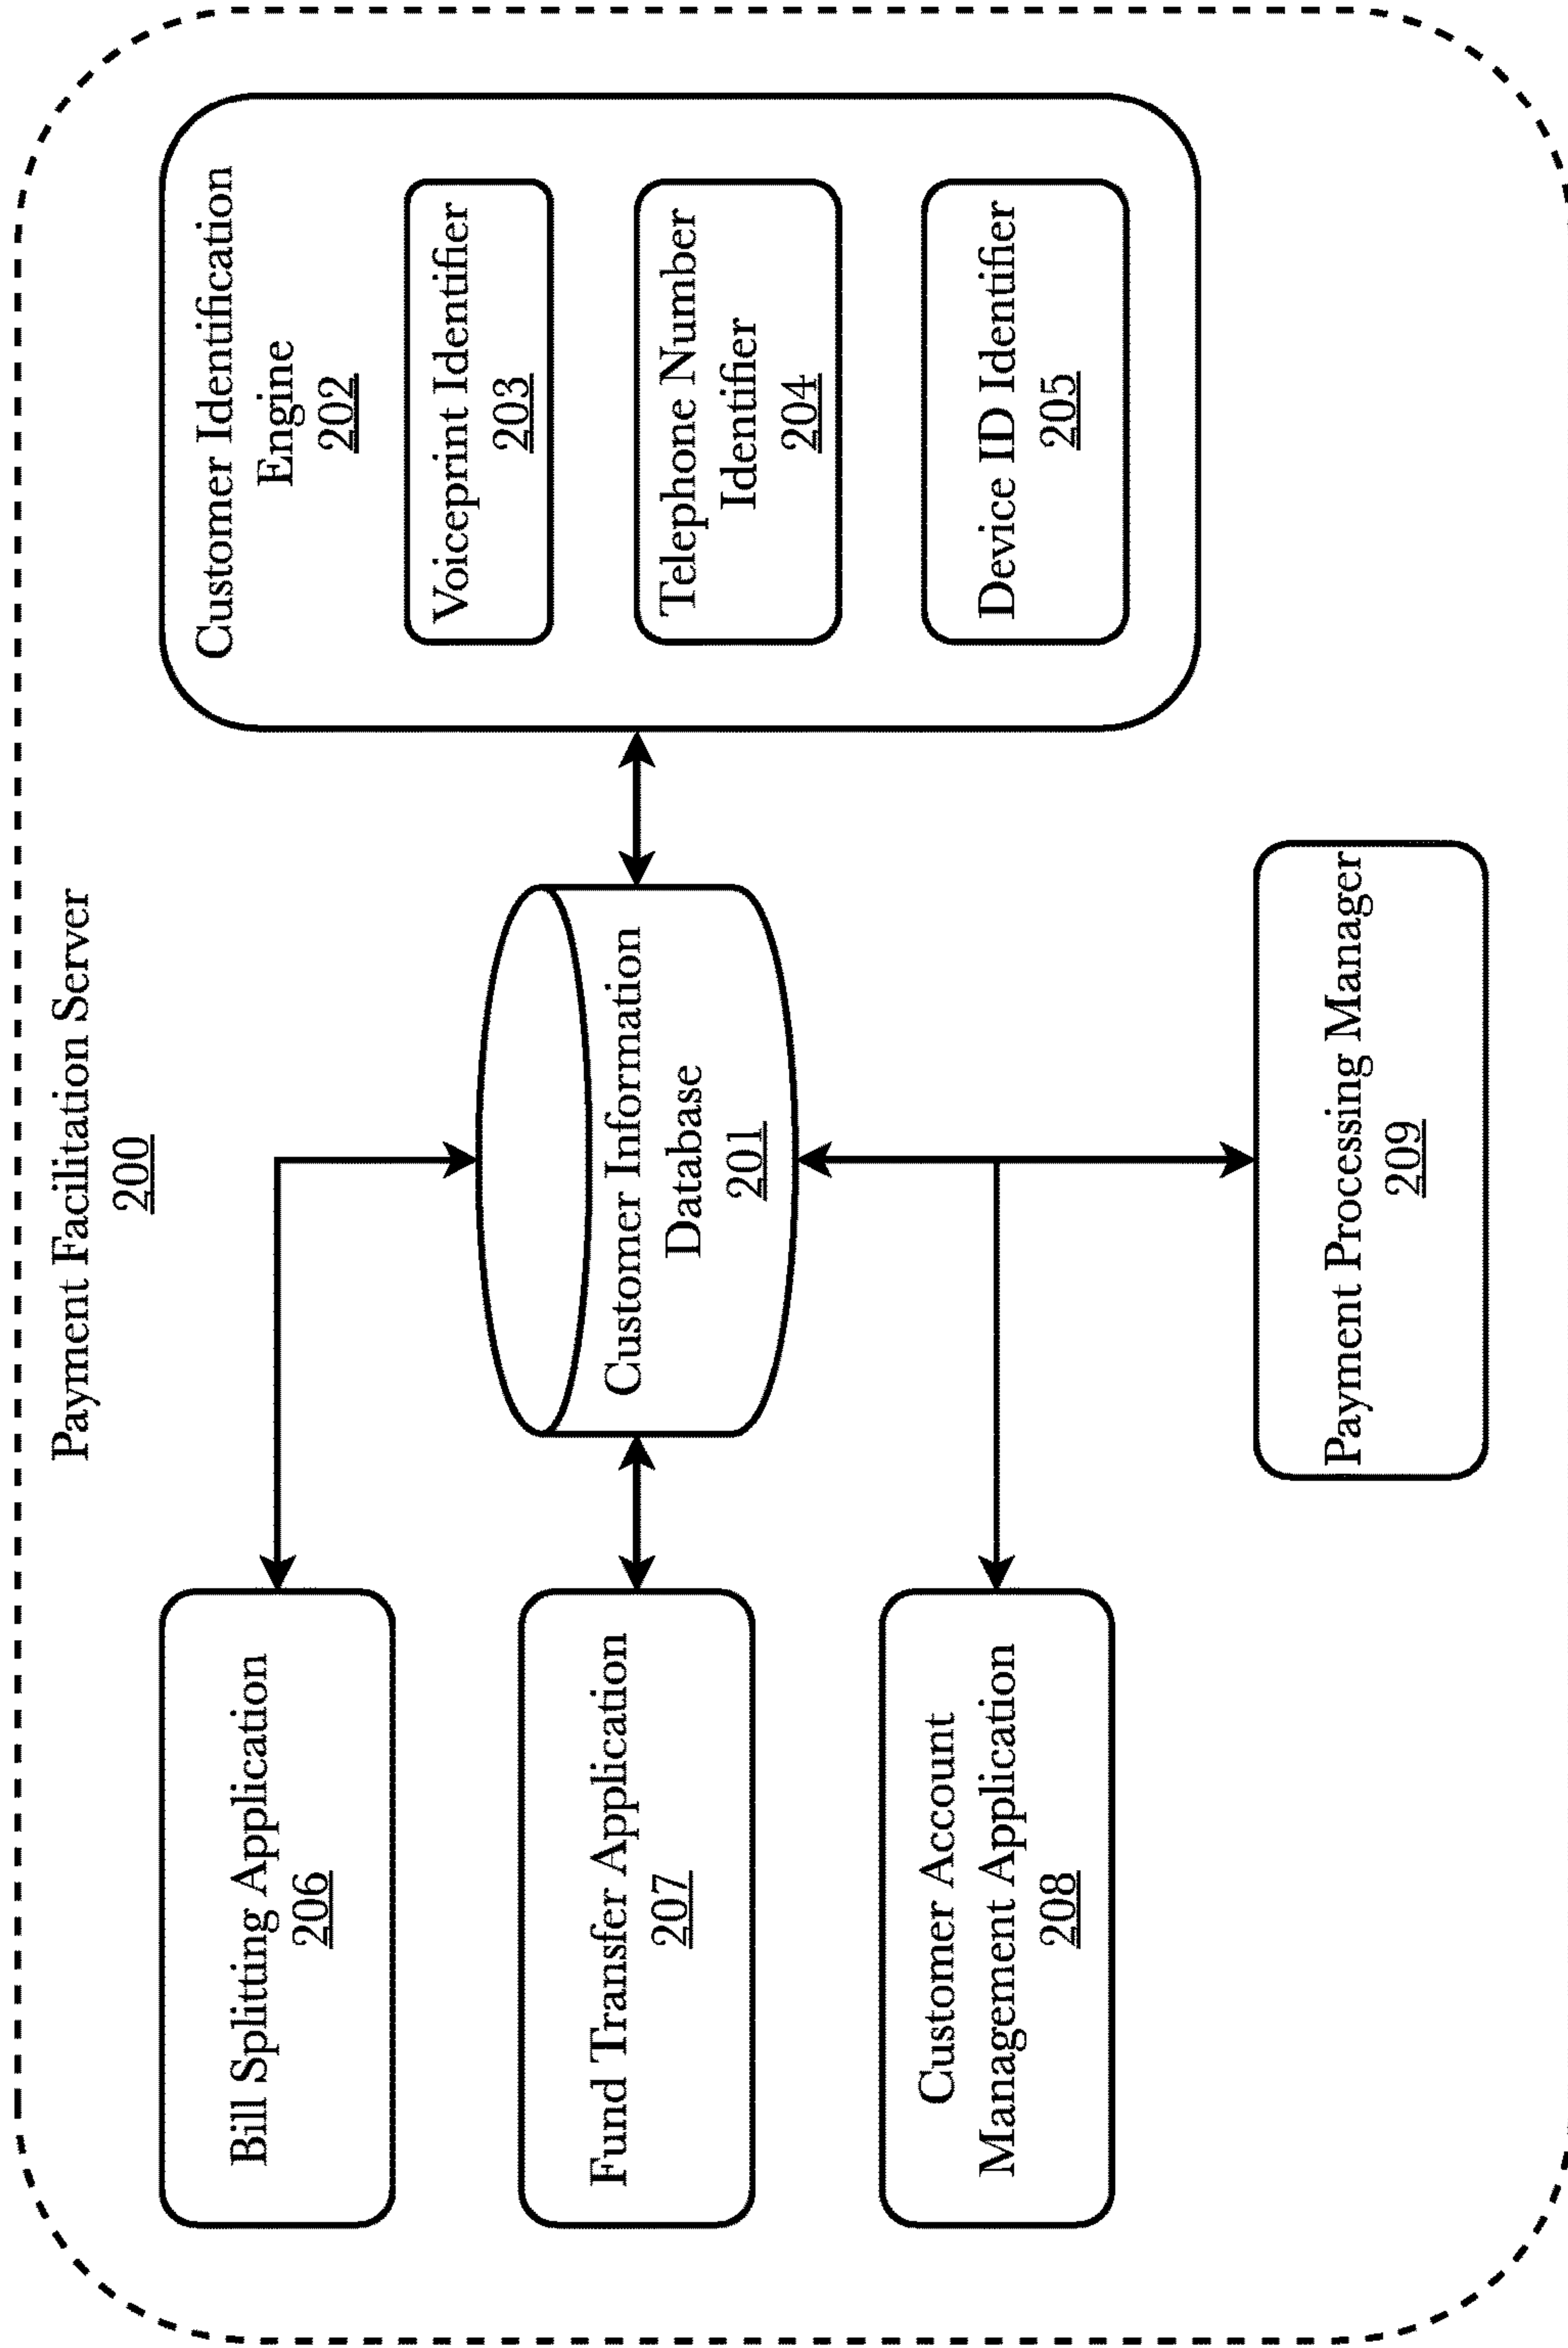 Payment Facilitation Server
200
Bill Splitting Application
206
Fund Transfer Application
207
Customer Account
Management Application
208
Customer Information
Database
201
Customer Identification
Engine
202
Voiceprint Identifier
203
Telephone Number
Identifier
204
Device ID Identifier
205
Payment Processing Manager
209